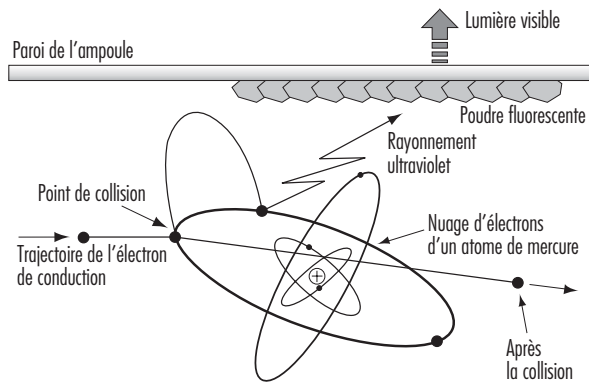 Lumière visible
Paroi de l'ampoule
Poudre fluorescente
Rayonnement
ultraviolet
Point de collision
Nuage d'électrons
d'un atome de mercure
Trajectoire de l'électron
de conduction
+
Après
la collision